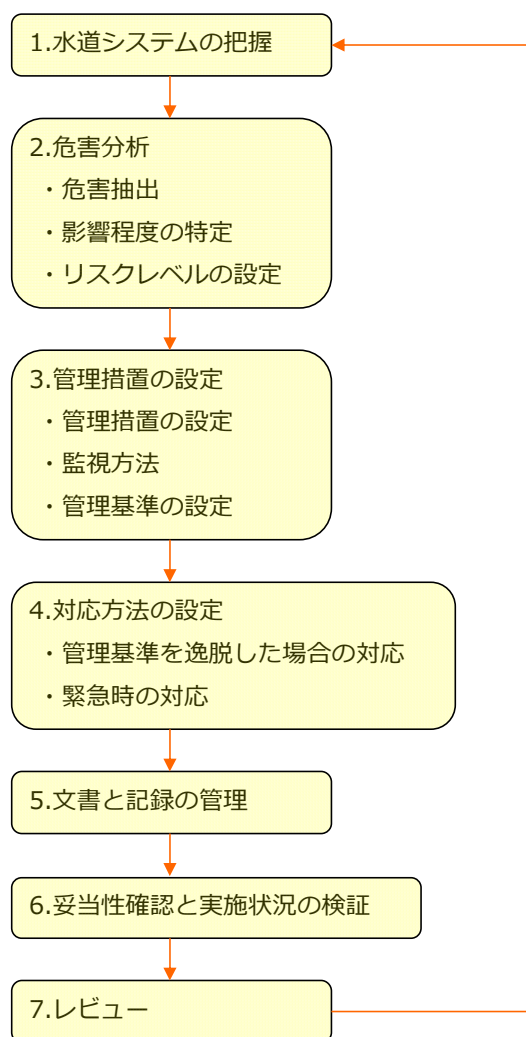 1.水道システムの把握
2.危害分析
・危害抽出
・影響程度の特定
・リスクレベルの設定
3.管理措置の設定
・管理措置の設定
・監視方法
・管理基準の設定
4.対応方法の設定
・管理基準を逸脱した場合の対応
・緊急時の対応
5.文書と記録の管理
6.妥当性確認と実施状況の検証
7.レビュー